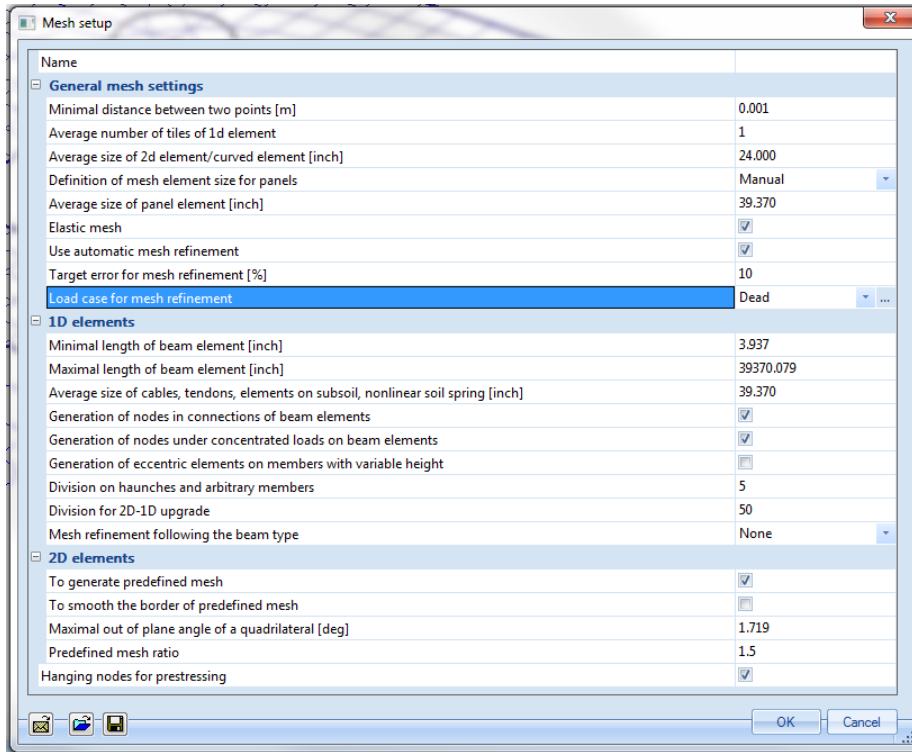 Mesh setup
Name
General mesh settings
Minimal distance between two points [m] 0.001
Average number of tiles of 1d element 1
Average size of 2d element/curved element [inch] 24.000
Definition of mesh element size for panels Manual
Average size of panel element [inch] 39.370
Elastic mesh
Use automatic mesh refinement
Target error for mesh refinement [%] 10
Load case for mesh refinement Dead ...
1D elements
Minimal length of beam element [inch] 3.937
Maximal length of beam element [inch] 39370.079
Average size of cables, tendons, elements on subsoil, nonlinear soil spring [inch] 39.370
Generation of nodes in connections of beam elements
Generation of nodes under concentrated loads on beam elements
Generation of eccentric elements on members with variable height
Division on haunches and arbitrary members 5
Division for 2D-1D upgrade 50
Mesh refinement following the beam type None
2D elements
To generate predefined mesh
To smooth the border of predefined mesh
Maximal out of plane angle of a quadrilateral [deg] 1.719
Predefined mesh ratio 1.5
Hanging nodes for prestressing
OK Cancel